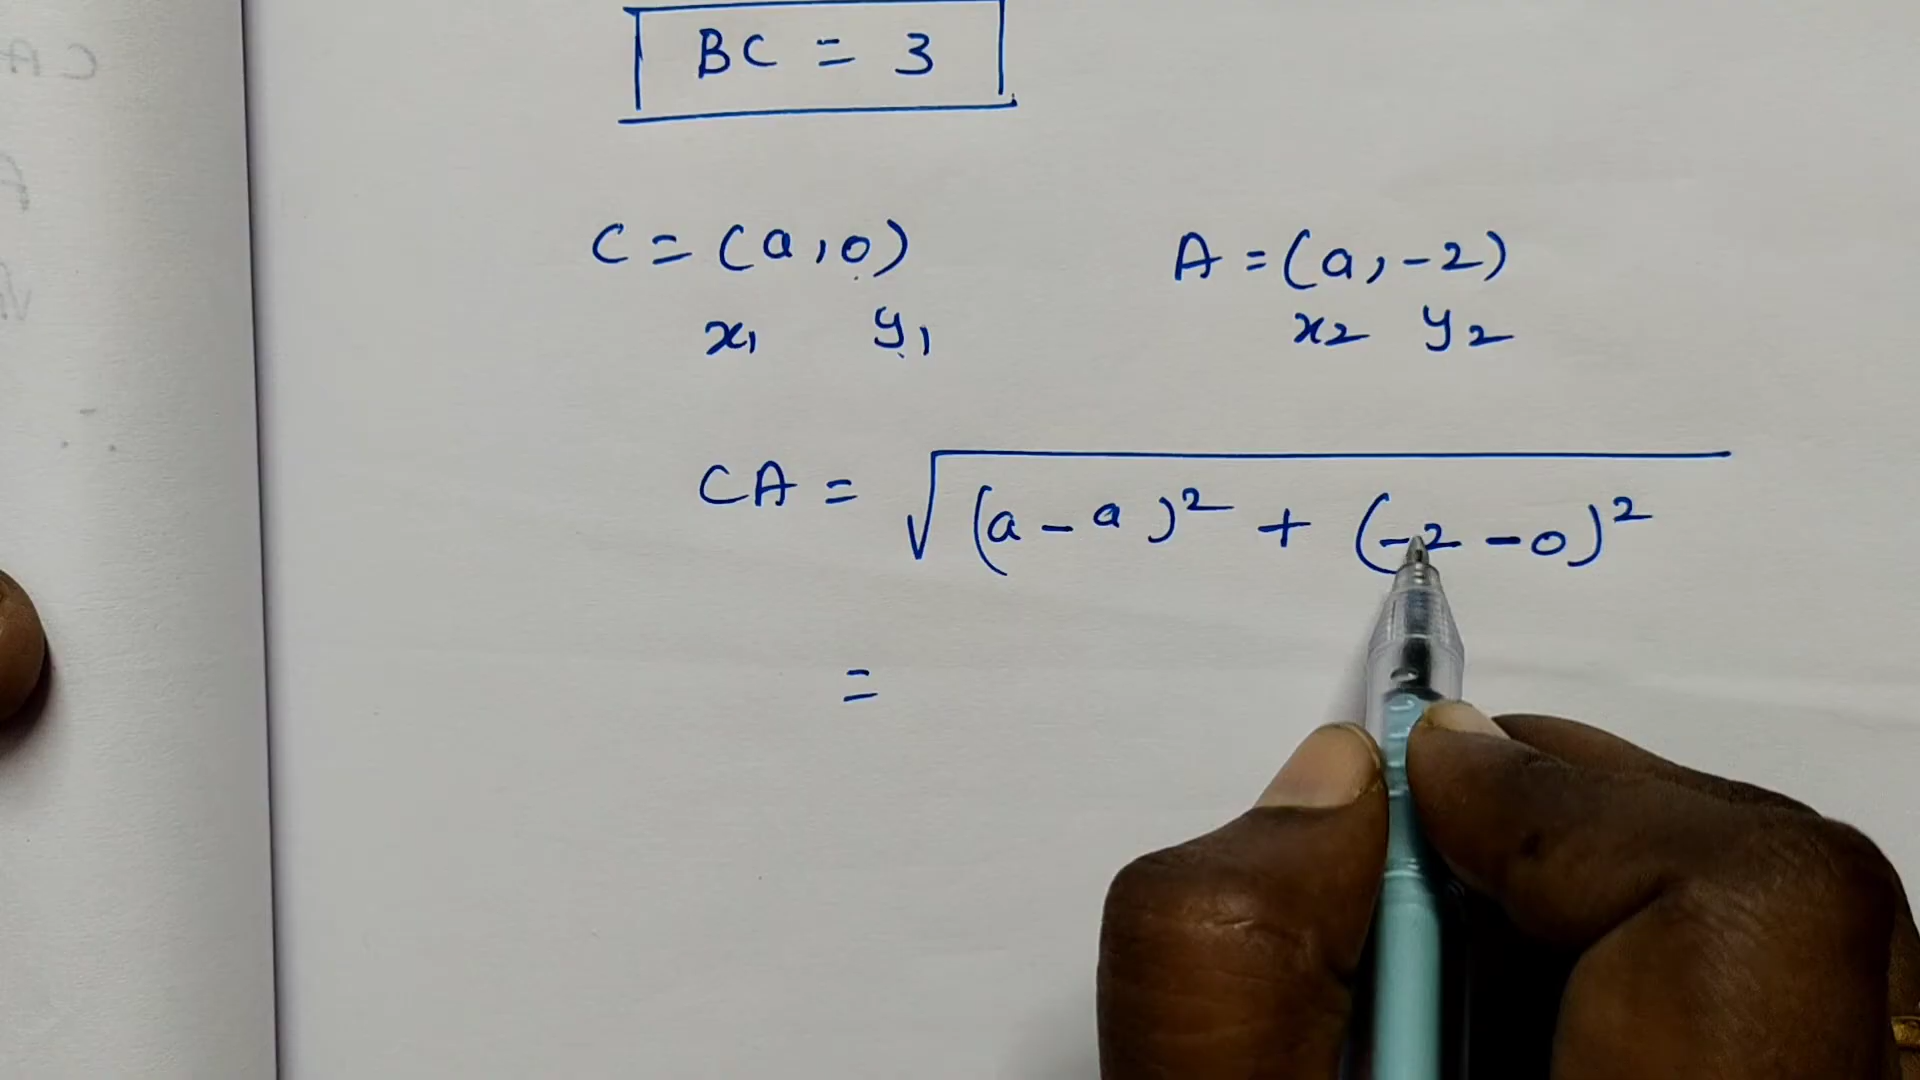 BC = 3
C = (a, 0) A = (a, -2)
x₁ y₁ x₂ y₂
CA = √(a - a)² + (-2 - 0)²
=